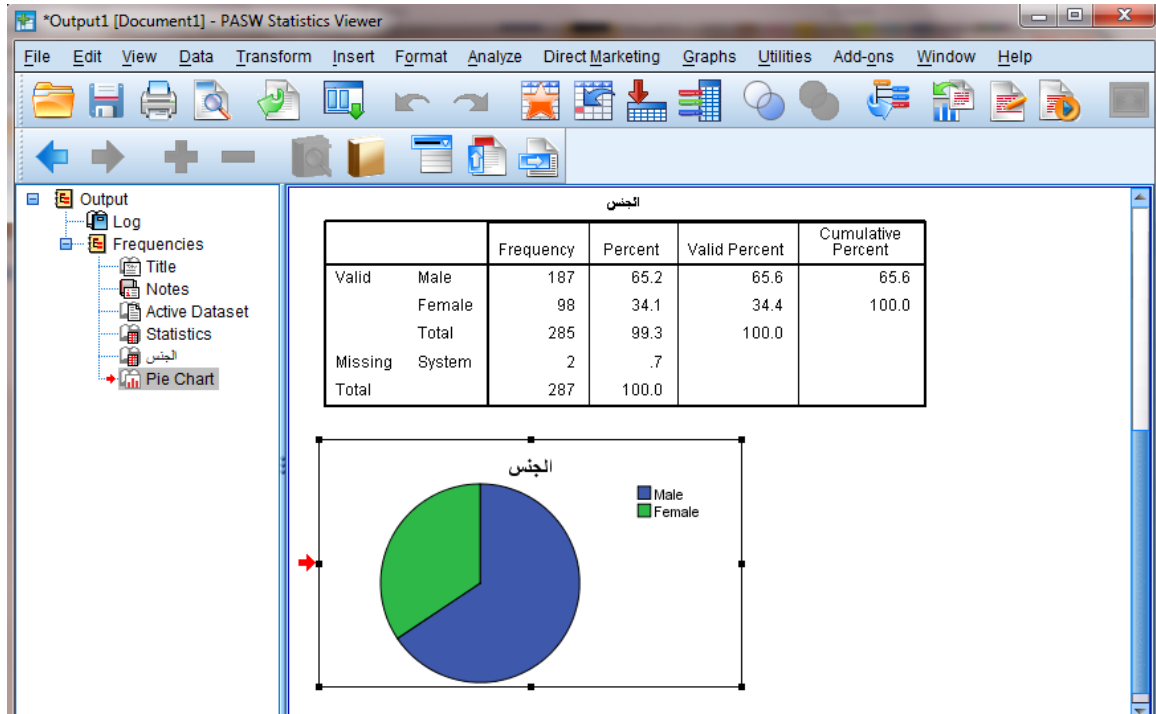 *Output1 [Document1] - PASW Statistics Viewer
File Edit View Data Transform Insert Format Analyze Direct Marketing Graphs Utilities Add-ons Window Help
Output
Log
Frequencies
Title
Notes
Active Dataset
Statistics
الجنس
Pie Chart
الجنس
Frequency Percent Valid Percent Cumulative Percent
Valid Male 187 65.2 65.6 65.6
Female 98 34.1 34.4 100.0
Total 285 99.3 100.0
Missing System 2 .7
Total 287 100.0
الجنس
Male
Female